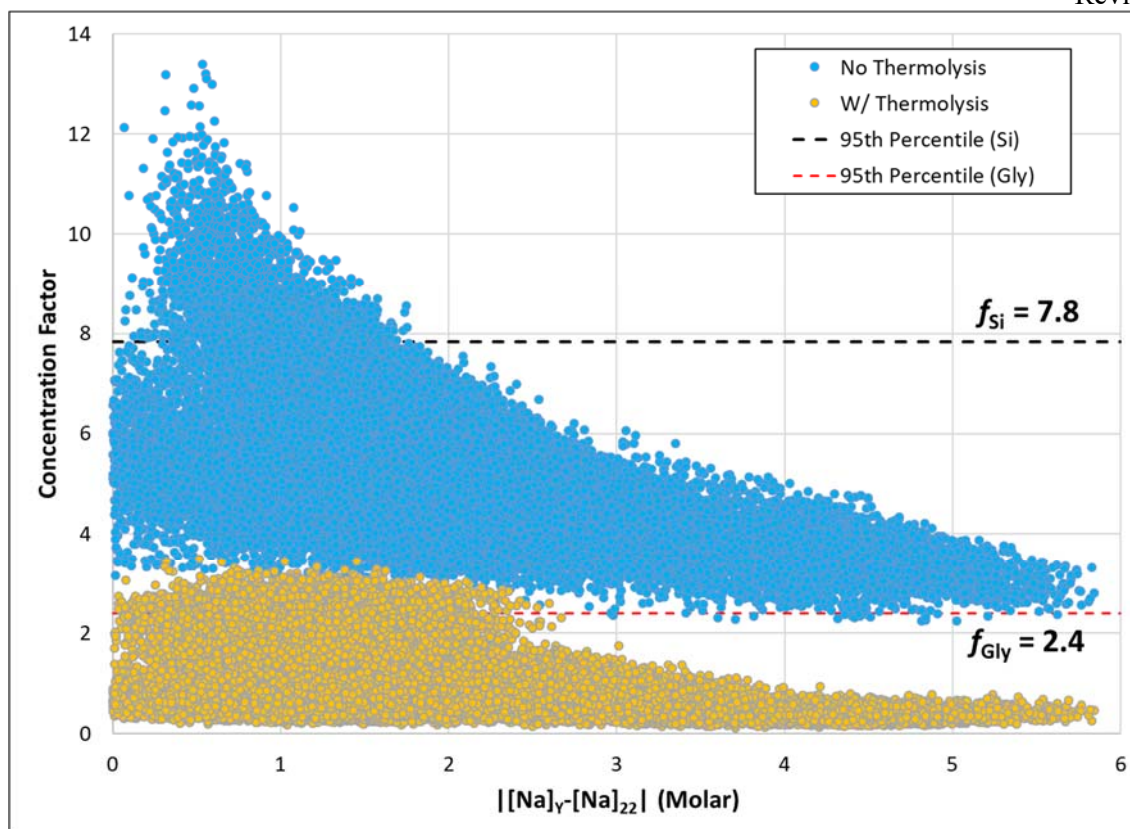 Revi
14
12
10
8
6
4
2
0
Concentration Factor
No Thermolysis
W/ Thermolysis
95th Percentile (Si)
95th Percentile (Gly)
fSi = 7.8
fGly = 2.4
0 1 2 3 4 5 6
|[Na]Y-[Na]22| (Molar)